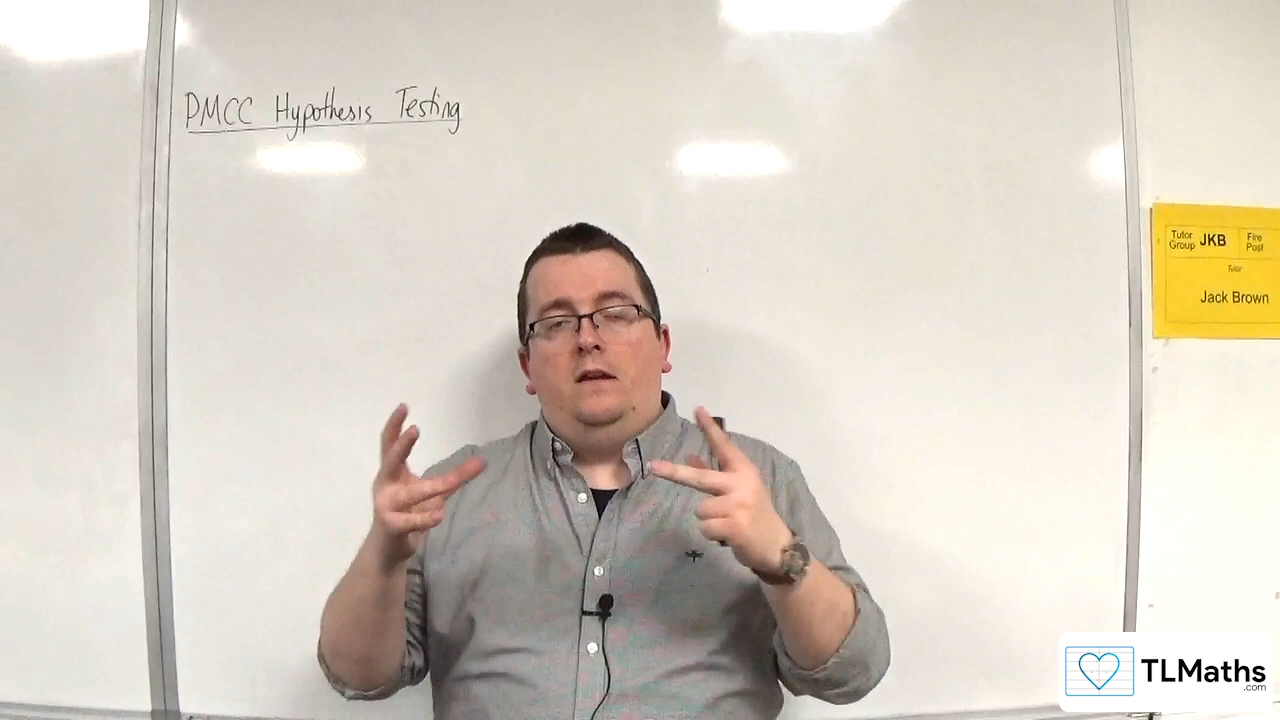 PMCC Hypothesis Testing
Tutor Group JKB Fire Post
Tutor
Jack Brown
TLMaths
.com